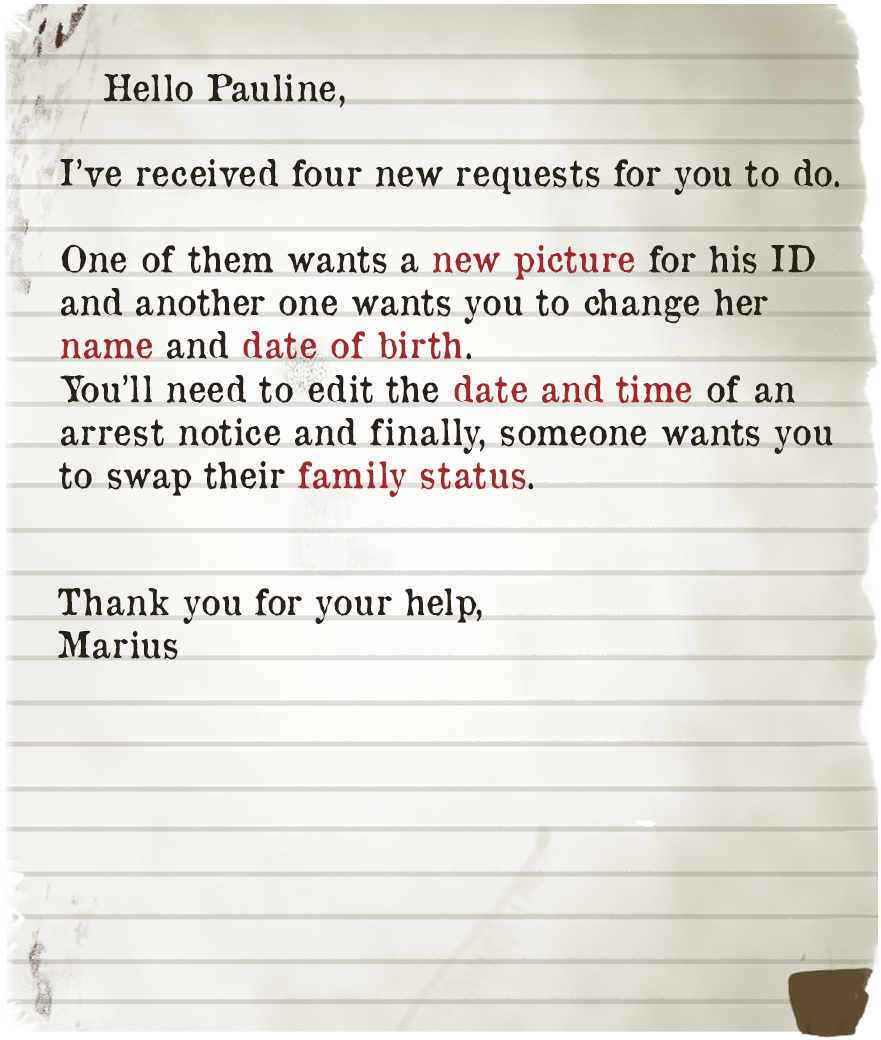 Hello Pauline,
I've received four new requests for you to do.
One of them wants a new picture for his ID
and another one wants you to change her
name and date of birth.
You'll need to edit the date and time of an
arrest notice and finally, someone wants you
to swap their family status.
Thank you for your help,
Marius